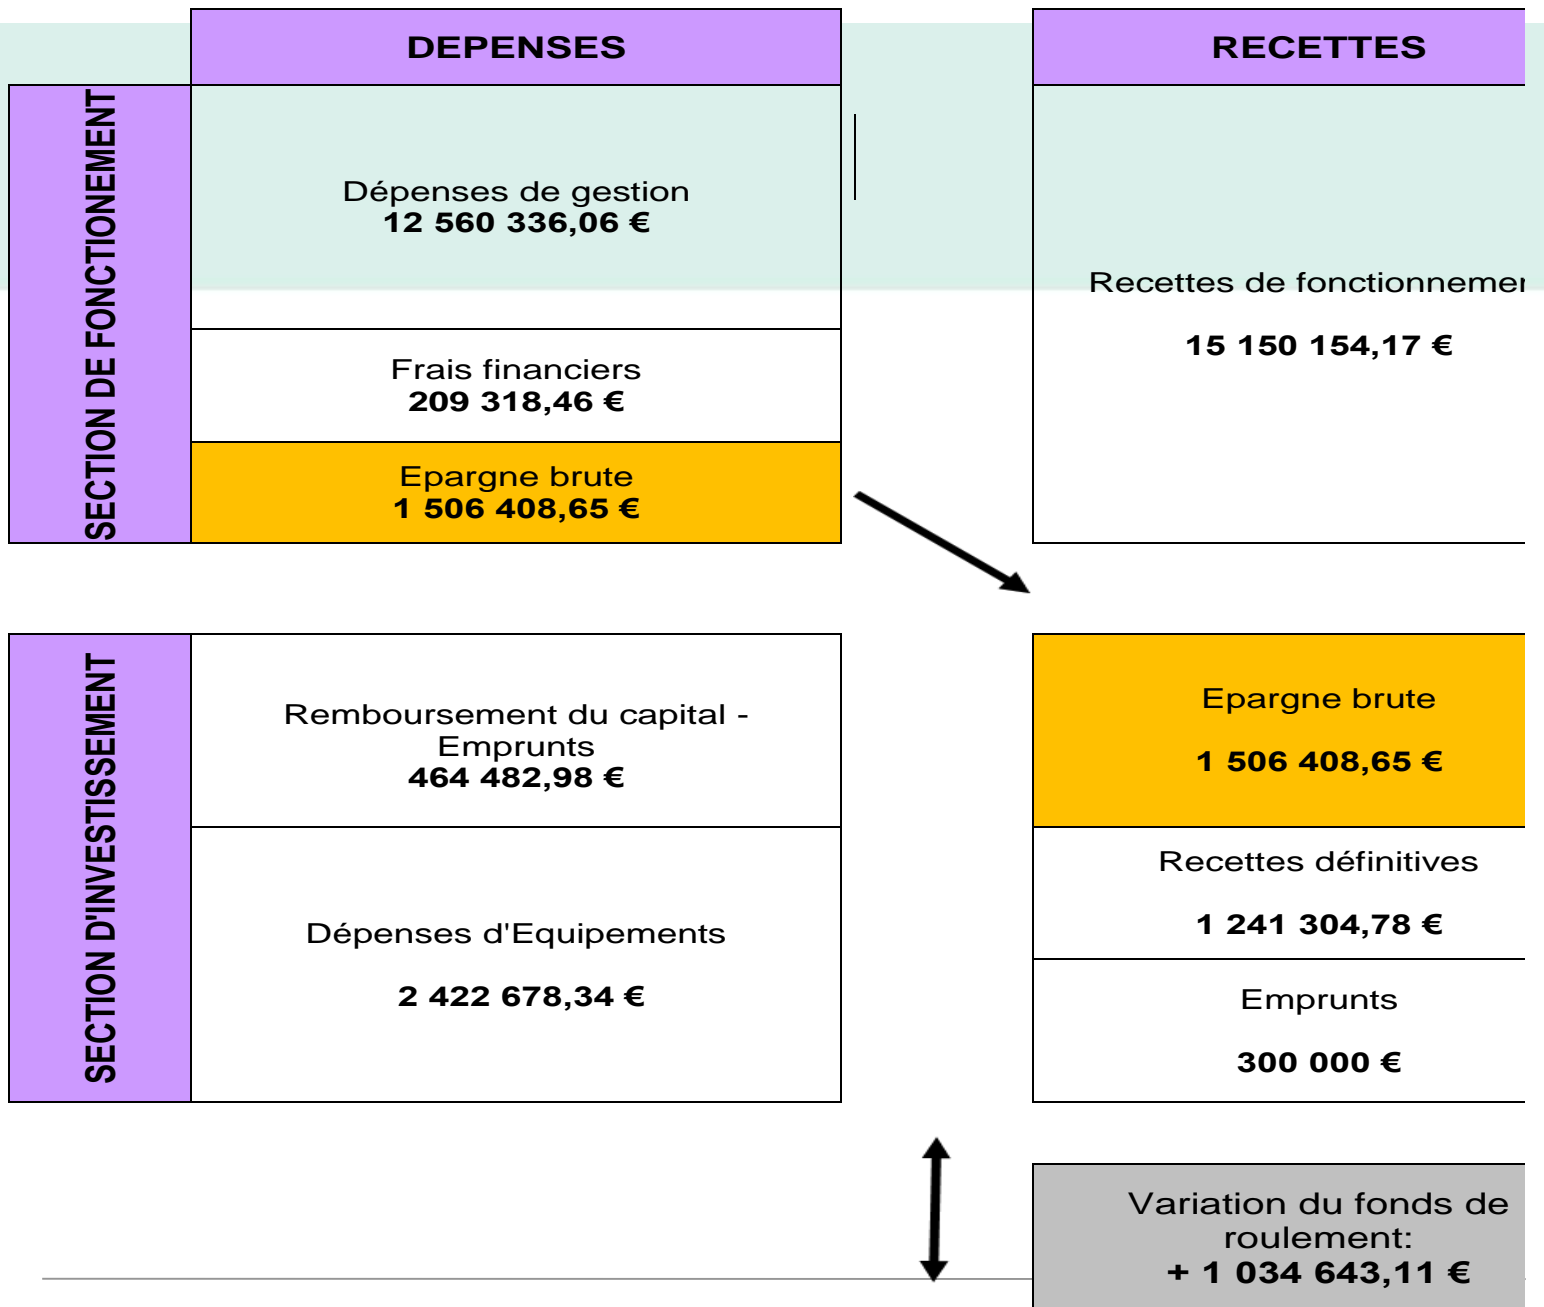 DEPENSES
RECETTES
SECTION DE FONCTIONEMENT
Dépenses de gestion
12 560 336,06 €
Frais financiers
209 318,46 €
Epargne brute
1 506 408,65 €
Recettes de fonctionnemen
15 150 154,17 €
SECTION D'INVESTISSEMENT
Remboursement du capital -
Emprunts
464 482,98 €
Dépenses d'Equipements
2 422 678,34 €
Epargne brute
1 506 408,65 €
Recettes définitives
1 241 304,78 €
Emprunts
300 000 €
Variation du fonds de
roulement:
+ 1 034 643,11 €